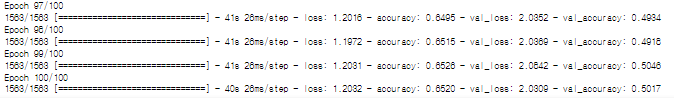 Epoch 97/100
1563/1563 [==============================] - 41s 26ms/step - loss: 1.2016 - accuracy: 0.6495 - val_loss: 2.0352 - val_accuracy: 0.4934
Epoch 98/100
1563/1563 [==============================] - 41s 26ms/step - loss: 1.1972 - accuracy: 0.6515 - val_loss: 2.0369 - val_accuracy: 0.4918
Epoch 99/100
1563/1563 [==============================] - 41s 26ms/step - loss: 1.2031 - accuracy: 0.6526 - val_loss: 2.0642 - val_accuracy: 0.5046
Epoch 100/100
1563/1563 [==============================] - 40s 26ms/step - loss: 1.2032 - accuracy: 0.6520 - val_loss: 2.0309 - val_accuracy: 0.5017